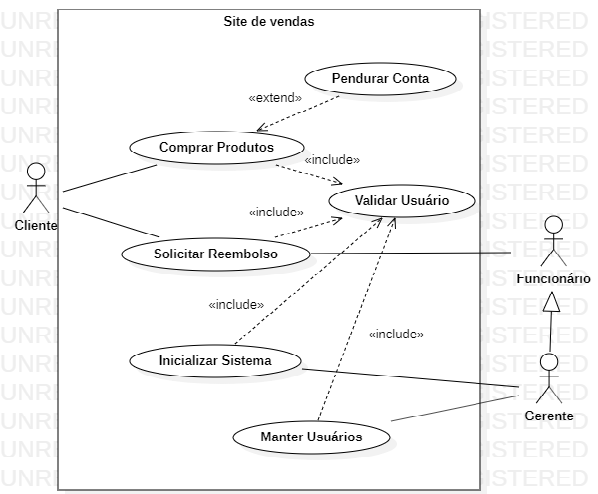 Site de vendas
Pendurar Conta
«extend»
Comprar Produtos
«include»
Validar Usuário
«include»
Cliente
Solicitar Reembolso
Funcionário
«include»
«include»
Inicializar Sistema
Gerente
Manter Usuários